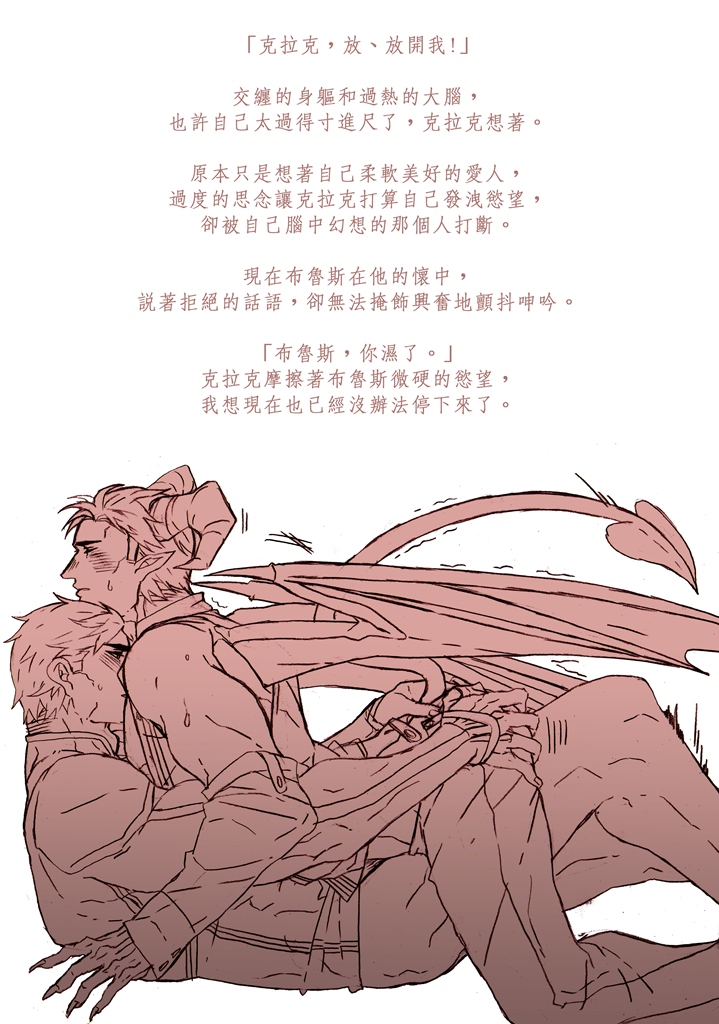 「克拉克，放、放開我!」
交纏的身軀和過熱的大腦，
也許自己太過得寸進尺了，克拉克想著。
原本只是想著自己柔軟美好的愛人，
過度的思念讓克拉克打算自己發洩慾望，
卻被自己腦中幻想的那個人打斷。
現在布魯斯在他的懷中，
説著拒絕的話語，卻無法掩飾興奮地顫抖呻吟。
「布魯斯，你濕了。」
克拉克摩擦著布魯斯微硬的慾望，
我想現在也已經沒辦法停下來了。